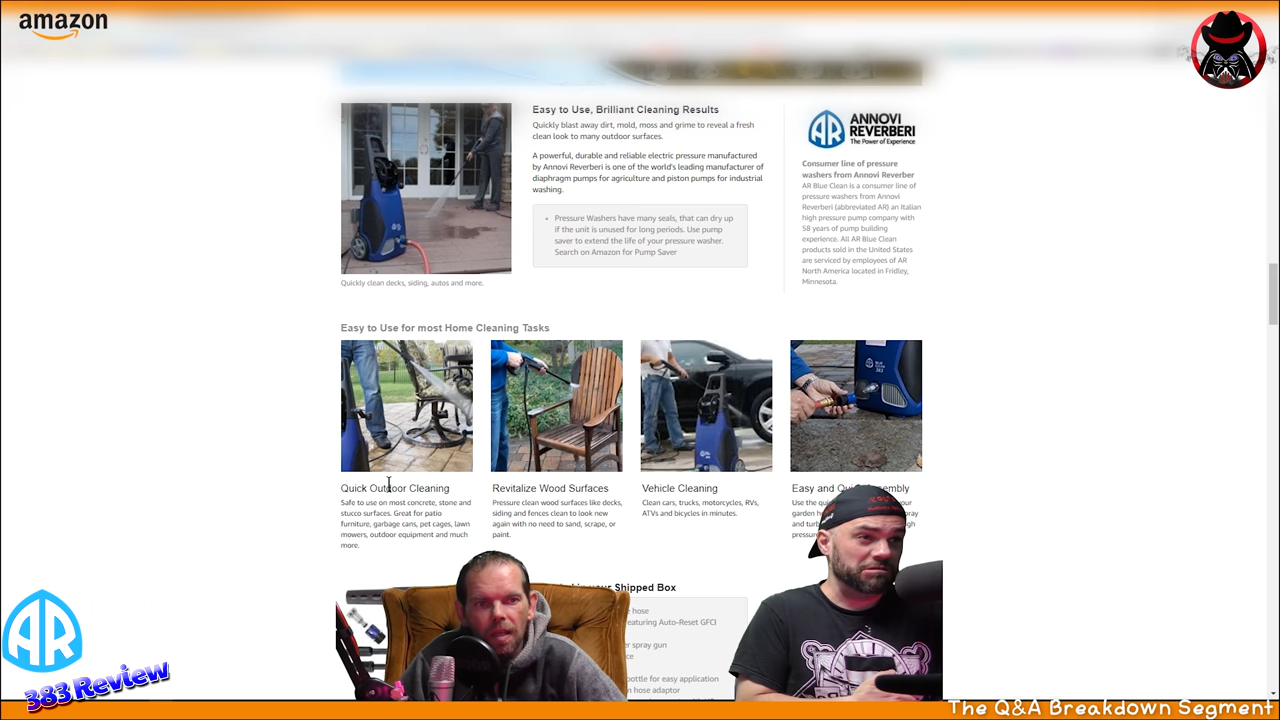 amazon
Easy to Use, Brilliant Cleaning Results
Quickly blast away dirt, mold, moss and grime to reveal a fresh
clean look to many outdoor surfaces.
A powerful, durable and reliable electric pressure manufactured
by Annovi Reverberi is one of the world's leading manufacturer of
diaphragm pumps for agriculture and piston pumps for industrial
washing.
Pressure Washers have many seals, that can dry up
if the unit is unused for long periods. Use pump
saver to extend the life of your pressure washer.
Search on Amazon for Pump Saver
Quickly clean decks, siding, autos and more.
AR ANNOVI
REVERBERI
The Power of Experience
Consumer line of pressure
washers from Annovi Reverber
AR Blue Clean is a consumer line of
pressure washers from Annovi
Reverberi (abbreviated AR) an Italian
high pressure pump company with
58 years of pump building
experience. All AR Blue Clean
products sold in the United States
are serviced by employees of AR
North America located in Fridley,
Minnesota.
Easy to Use for most Home Cleaning Tasks
383
Quick Outdoor Cleaning
Safe to use on most concrete, stone and
stucco surfaces. Great for patio
furniture, garbage cans, pet cages, lawn
mowers, outdoor equipment and much
more.
Revitalize Wood Surfaces
Pressure clean wood surfaces like decks,
siding and fences clean to look new
again with no need to sand, scrape, or
paint.
Vehicle Cleaning
Clean cars, trucks, motorcycles, RVs,
ATVs and bicycles in minutes.
Easy and
Use the your
garden
and
pressure
your Shipped Box
hose
featuring Auto-Reset GFCI
spray gun
bottle for easy application
hose adaptor
AR
383 Review
The Q&A Breakdown Segment